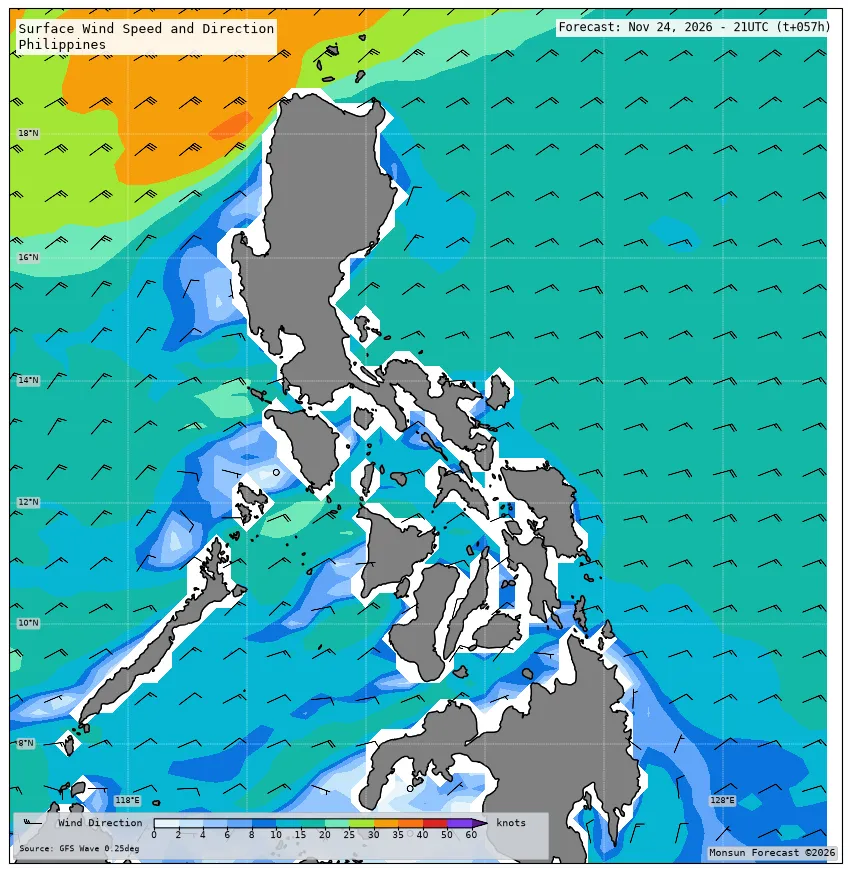 Surface Wind Speed and Direction
Philippines
Forecast: Nov 24, 2026 - 21UTC (t+057h)
18°N
16°N
14°N
12°N
10°N
8°N
118°E
128°E
Wind Direction
0 2 4 6 8 10 15 20 25 30 35 40 50 60
knots
Source: GFS Wave 0.25deg
Monsun Forecast ©2026